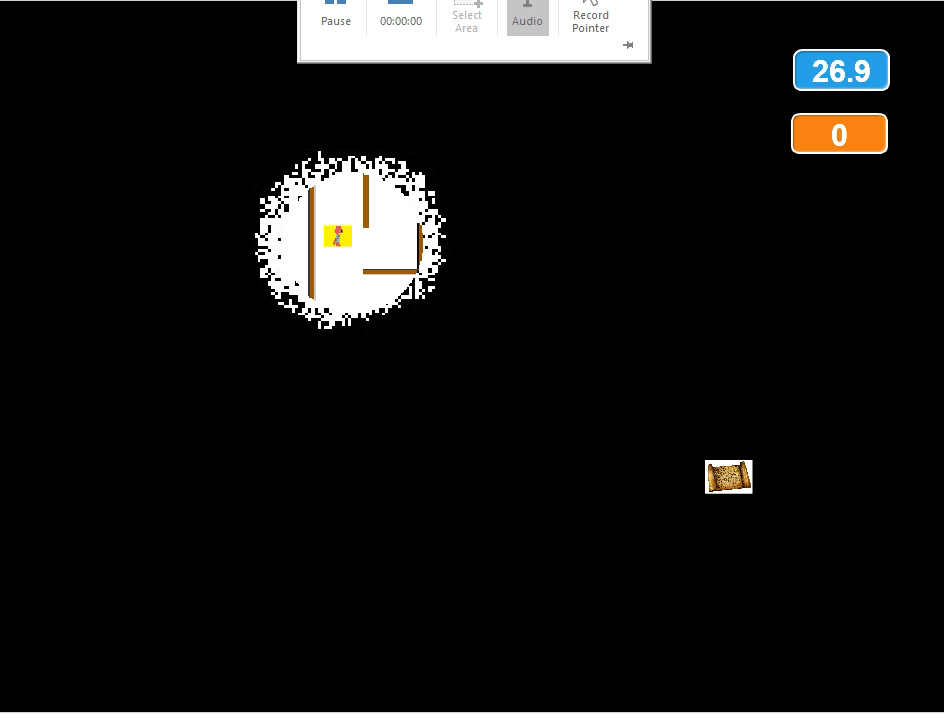 Pause
00:00:00
Select
Area
Audio
Record
Pointer
26.9
0